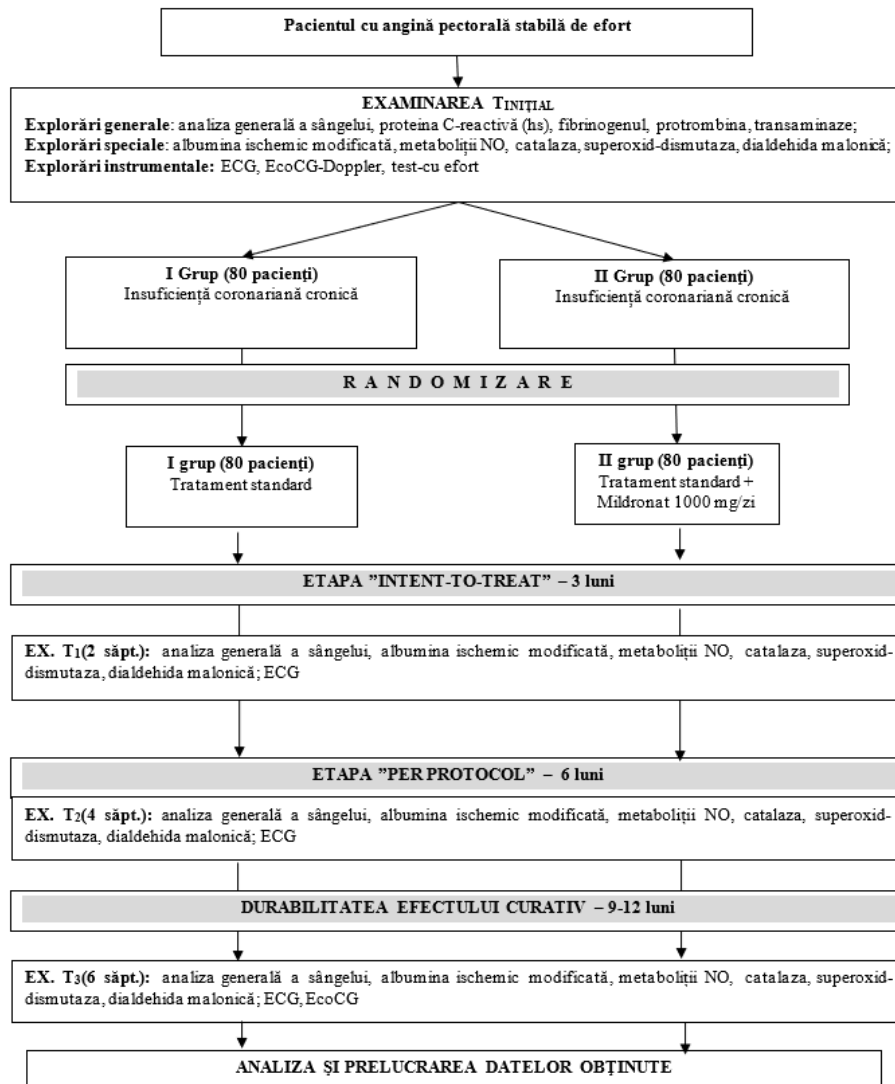 Pacientul cu angină pectorală stabilă de efort
EXAMINAREA TINIȚIAL
Explorări generale: analiza generală a sângelui, proteina C-reactivă (hs), fibrinogenul, protrombina, transaminaze;
Explorări speciale: albumina ischemic modificată, metaboliții NO, catalaza, superoxid-dismutaza, dialdehida malonică;
Explorări instrumentale: ECG, EcoCG-Doppler, test-cu efort
I Grup (80 pacienți)
Insuficiență coronariană cronică
II Grup (80 pacienți)
Insuficiență coronariană cronică
R A N D O M I Z A R E
I grup (80 pacienți)
Tratament standard
II grup (80 pacienți)
Tratament standard +
Mildronat 1000 mg/zi
ETAPA ”INTENT-TO-TREAT” – 3 luni
EX. T1(2 săpt.): analiza generală a sângelui, albumina ischemic modificată, metaboliții NO, catalaza, superoxid-
dismutaza, dialdehida malonică; ECG
ETAPA ”PER PROTOCOL” – 6 luni
EX. T2(4 săpt.): analiza generală a sângelui, albumina ischemic modificată, metaboliții NO, catalaza, superoxid-
dismutaza, dialdehida malonică; ECG
DURABILITATEA EFECTULUI CURATIV – 9-12 luni
EX. T3(6 săpt.): analiza generală a sângelui, albumina ischemic modificată, metaboliții NO, catalaza, superoxid-
dismutaza, dialdehida malonică; ECG, EcoCG
ANALIZA ȘI PRELUCRAREA DATELOR OBȚINUTE